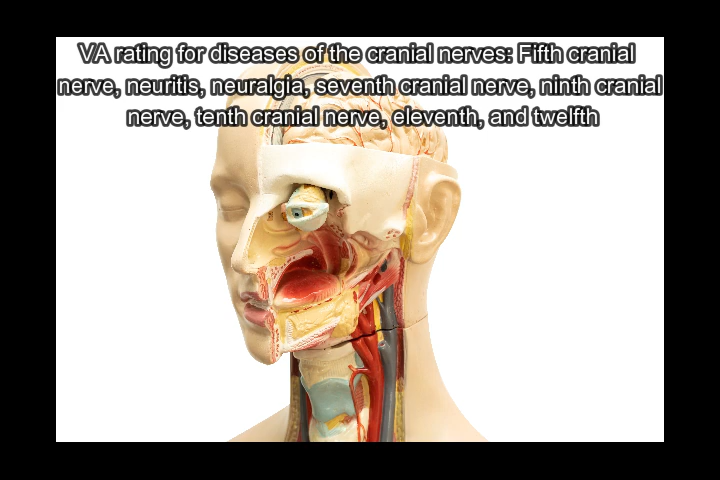 VA rating for diseases of the cranial nerves: Fifth cranial
nerve, neuritis, neuralgia, seventh cranial nerve, ninth cranial
nerve, tenth cranial nerve, eleventh, and twelfth